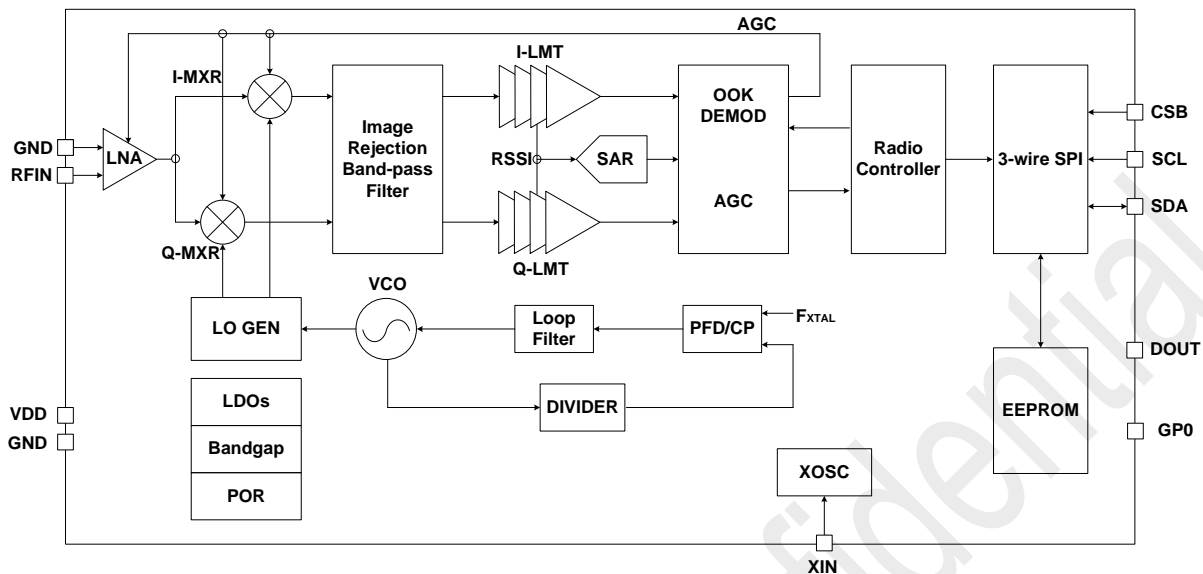 AGC
I-MXR
I-LMT
GND
RFIN
LNA
Image
Rejection
Band-pass
Filter
RSSI
SAR
OOK
DEMOD
AGC
Radio
Controller
3-wire SPI
CSB
SCL
SDA
Q-MXR
Q-LMT
VCO
LO GEN
Loop
Filter
PFD/CP
FXTAL
DOUT
LDOs
DIVIDER
EEPROM
VDD
GND
Bandgap
GP0
POR
XOSC
XIN
fidential